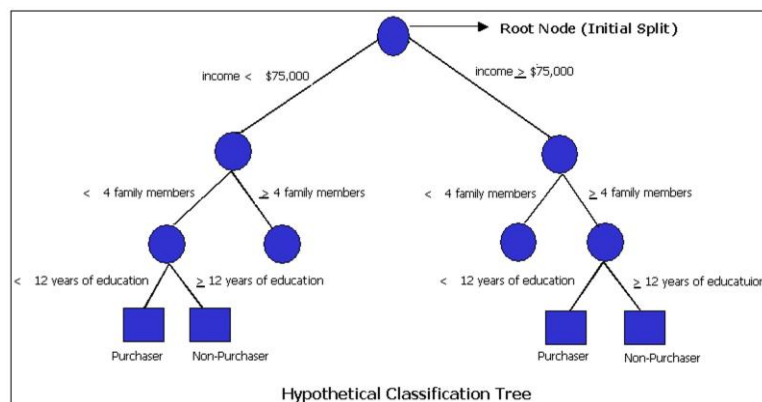 Root Node (Initial Split)
income < $75,000
income ≥ $75,000
< 4 family members
≥ 4 family members
< 4 family members
≥ 4 family members
< 12 years of education
≥ 12 years of education
< 12 years of education
≥ 12 years of educatuion
Purchaser
Non-Purchaser
Purchaser
Non-Purchaser
Hypothetical Classification Tree